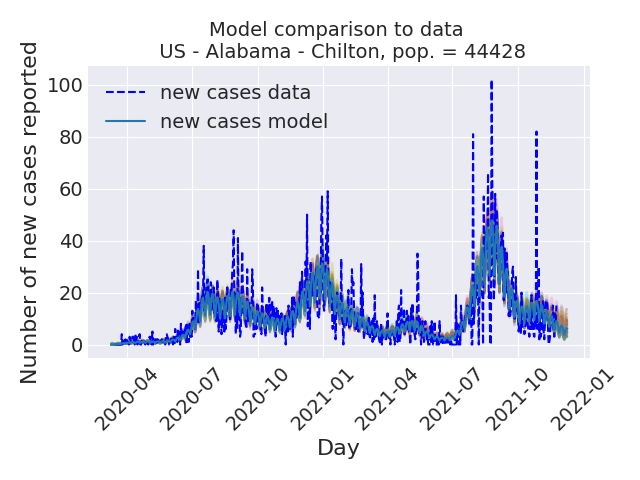 Model comparison to data
US - Alabama - Chilton, pop. = 44428
Number of new cases reported
100
80
60
40
20
0
new cases data
new cases model
2020-04
2020-07
2020-10
2021-01
2021-04
2021-07
2021-10
2022-01
Day